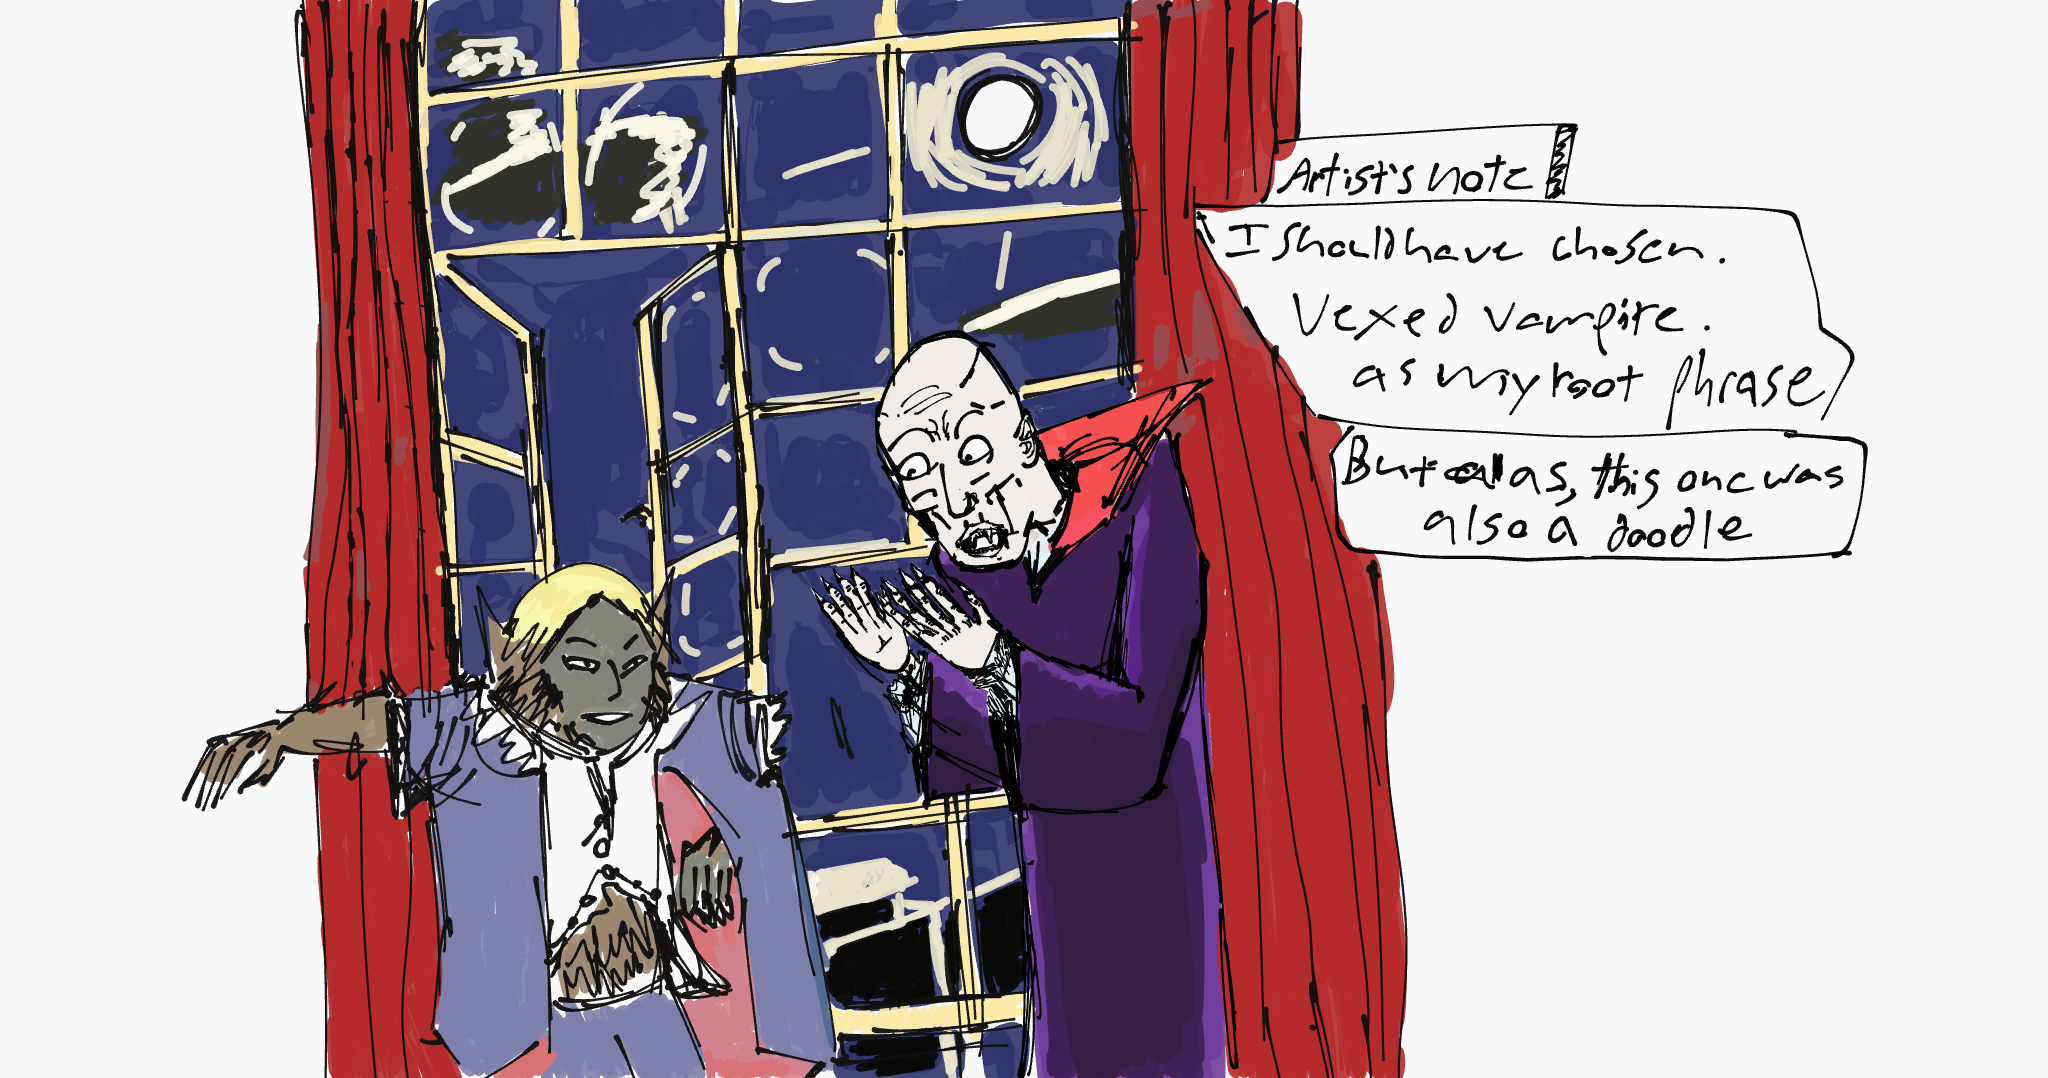 Artist's note
I should have chosen.
Vexed vampire.
as my root phrase
But alas, this one was
also a doodle